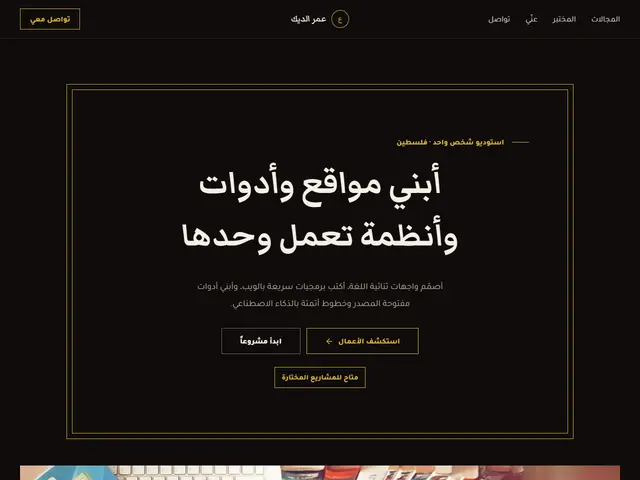 المجالات
المختبر
عنّي
تواصل
ع
عمر الديك
تواصل معي
استوديو شخص واحد · فلسطين
أبني مواقع وأدوات
وأنظمة تعمل وحدها
أصمّم واجهات ثنائية اللغة، أكتب برمجيات سريعة بالويب، وأبني أدوات
مفتوحة المصدر وخطوط أتمتة بالذكاء الاصطناعي.
استكشف الأعمال ←
ابدأ مشروعاً
متاح للمشاريع المختارة